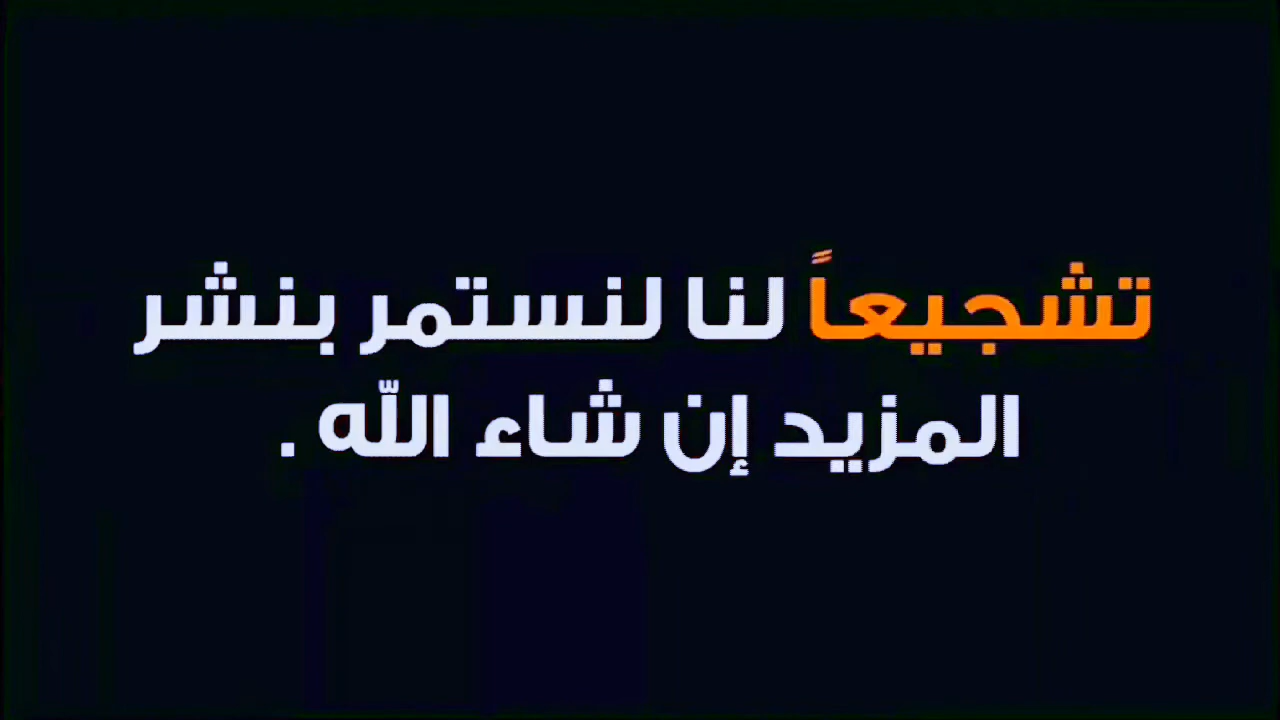 تشجيعاً لنا لنستمر بنشر
المزيد إن شاء اللّه .